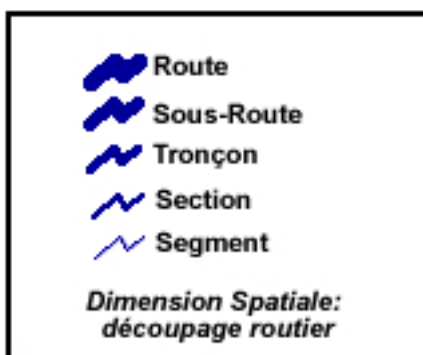 Route
Sous-Route
Tronçon
Section
Segment
Dimension Spatiale:
découpage routier